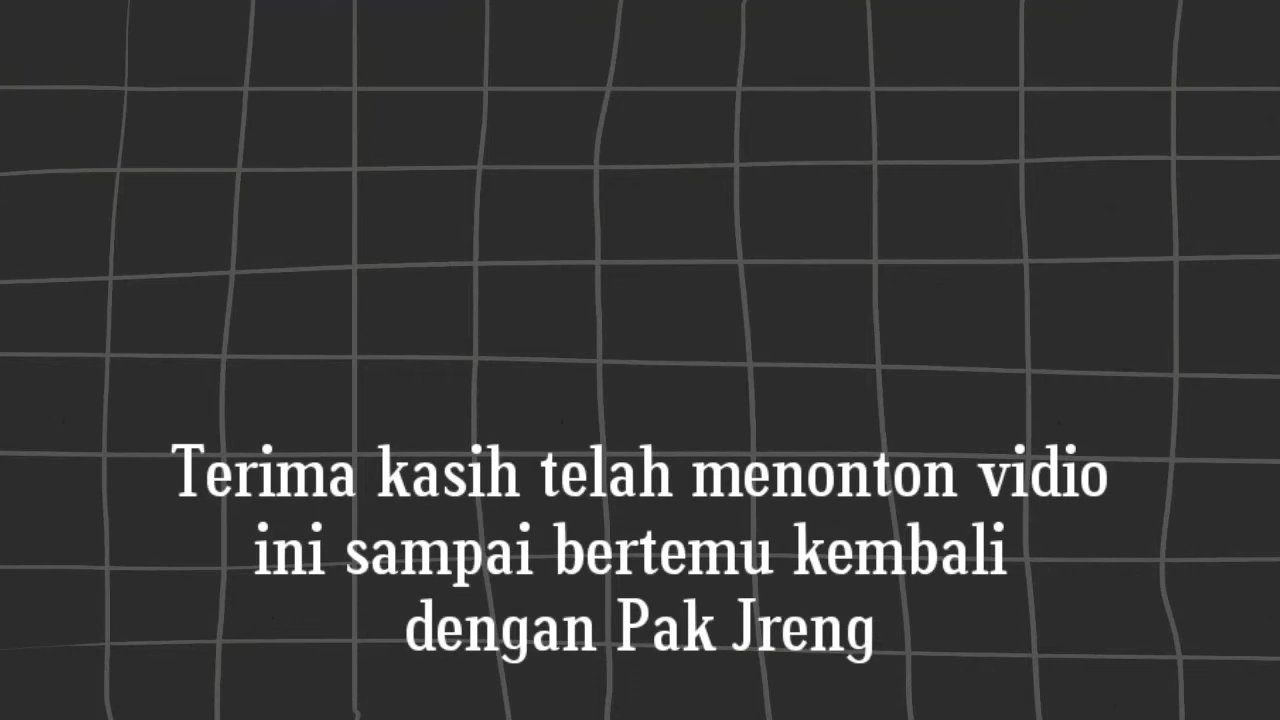 Terima kasih telah menonton vidio
ini sampai bertemu kembali
dengan Pak Jreng